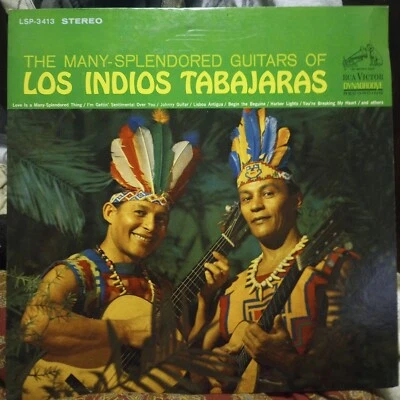 LSP-3413 STEREO
THE MANY-SPLENDORED GUITARS OF
LOS INDIOS TABAJARAS
Love Is a Many-Splendored Thing / I'm Gettin' Sentimental Over You / Johnny Guitar / Lisboa Antigua / Begin the Beguine / Harbor Lights / You're Breaking My Heart / and others
RCA VICTOR
DYNAGROOVE